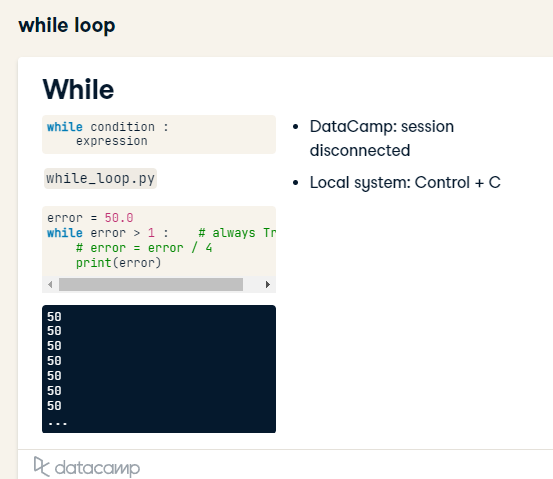 while loop
While
while condition :
    expression
while_loop.py
error = 50.0
while error > 1 :    # always Tr
    # error = error / 4
    print(error)
50
50
50
50
50
50
50
...
• DataCamp: session
disconnected
• Local system: Control + C
datacamp